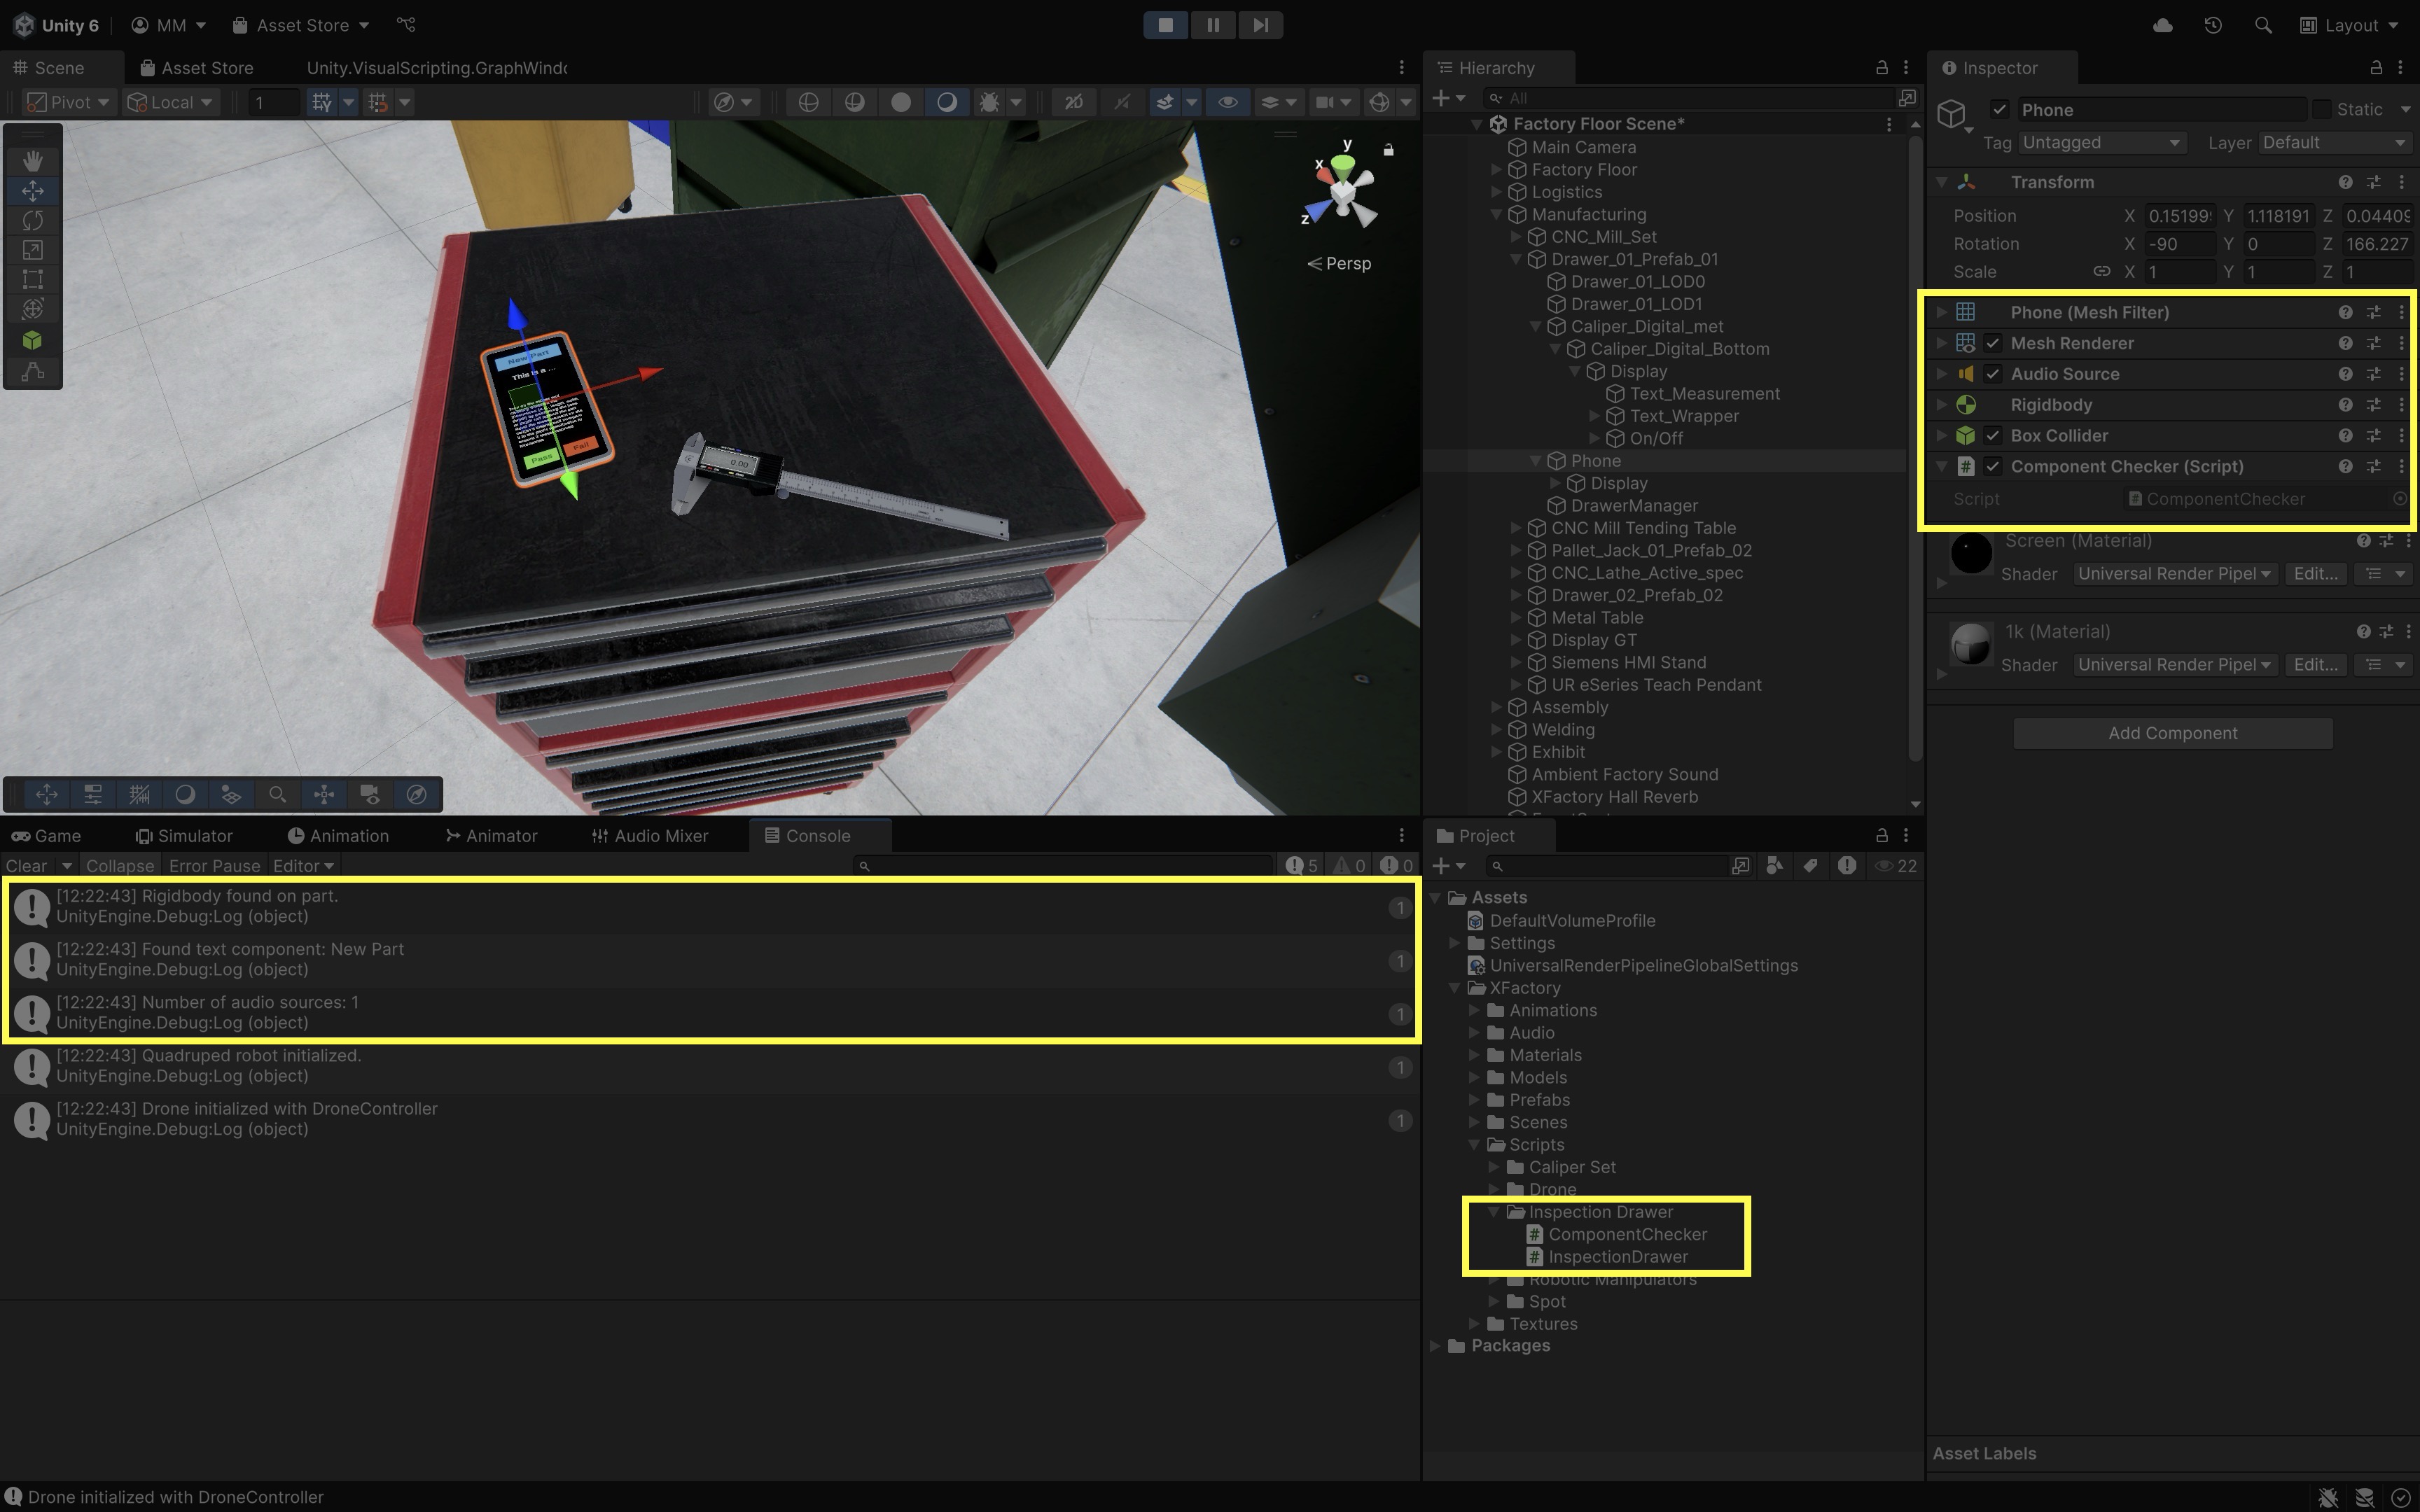 Unity 6
MM
Asset Store
Layout
Scene
Asset Store
Unity.VisualScripting.GraphWind
Pivot
Local
1
2D
y
x
z
Persp
New Part
This is a ...
Pass
Fail
0.00
Hierarchy
All
Factory Floor Scene*
Main Camera
Factory Floor
Logistics
Manufacturing
CNC_Mill_Set
Drawer_01_Prefab_01
Drawer_01_LOD0
Drawer_01_LOD1
Caliper_Digital_met
Caliper_Digital_Bottom
Display
Text_Measurement
Text_Wrapper
On/Off
Phone
Display
DrawerManager
CNC Mill Tending Table
Pallet_Jack_01_Prefab_02
CNC_Lathe_Active_spec
Drawer_02_Prefab_02
Metal Table
Display GT
Siemens HMI Stand
UR eSeries Teach Pendant
Assembly
Welding
Exhibit
Ambient Factory Sound
XFactory Hall Reverb
Inspector
Phone
Static
Tag Untagged Layer Default
Transform
Position X 0.15199 Y 1.118191 Z 0.04409
Rotation X -90 Y 0 Z 166.227
Scale X 1 Y 1 Z 1
Phone (Mesh Filter)
Mesh Renderer
Audio Source
Rigidbody
Box Collider
# Component Checker (Script)
Script # ComponentChecker
Screen (Material)
Shader Universal Render Pipel Edit...
1k (Material)
Shader Universal Render Pipel Edit...
Add Component
Asset Labels
Game
Simulator
Animation
Animator
Audio Mixer
Console
Clear
Collapse
Error Pause
Editor
5
0
0
[12:22:43] Rigidbody found on part.
UnityEngine.Debug:Log (object)
1
[12:22:43] Found text component: New Part
UnityEngine.Debug:Log (object)
1
[12:22:43] Number of audio sources: 1
UnityEngine.Debug:Log (object)
1
[12:22:43] Quadruped robot initialized.
UnityEngine.Debug:Log (object)
1
[12:22:43] Drone initialized with DroneController
UnityEngine.Debug:Log (object)
1
Project
22
Assets
DefaultVolumeProfile
Settings
UniversalRenderPipelineGlobalSettings
XFactory
Animations
Audio
Materials
Models
Prefabs
Scenes
Scripts
Caliper Set
Drone
Inspection Drawer
# ComponentChecker
# InspectionDrawer
Robotic Manipulators
Spot
Textures
Packages
Drone initialized with DroneController